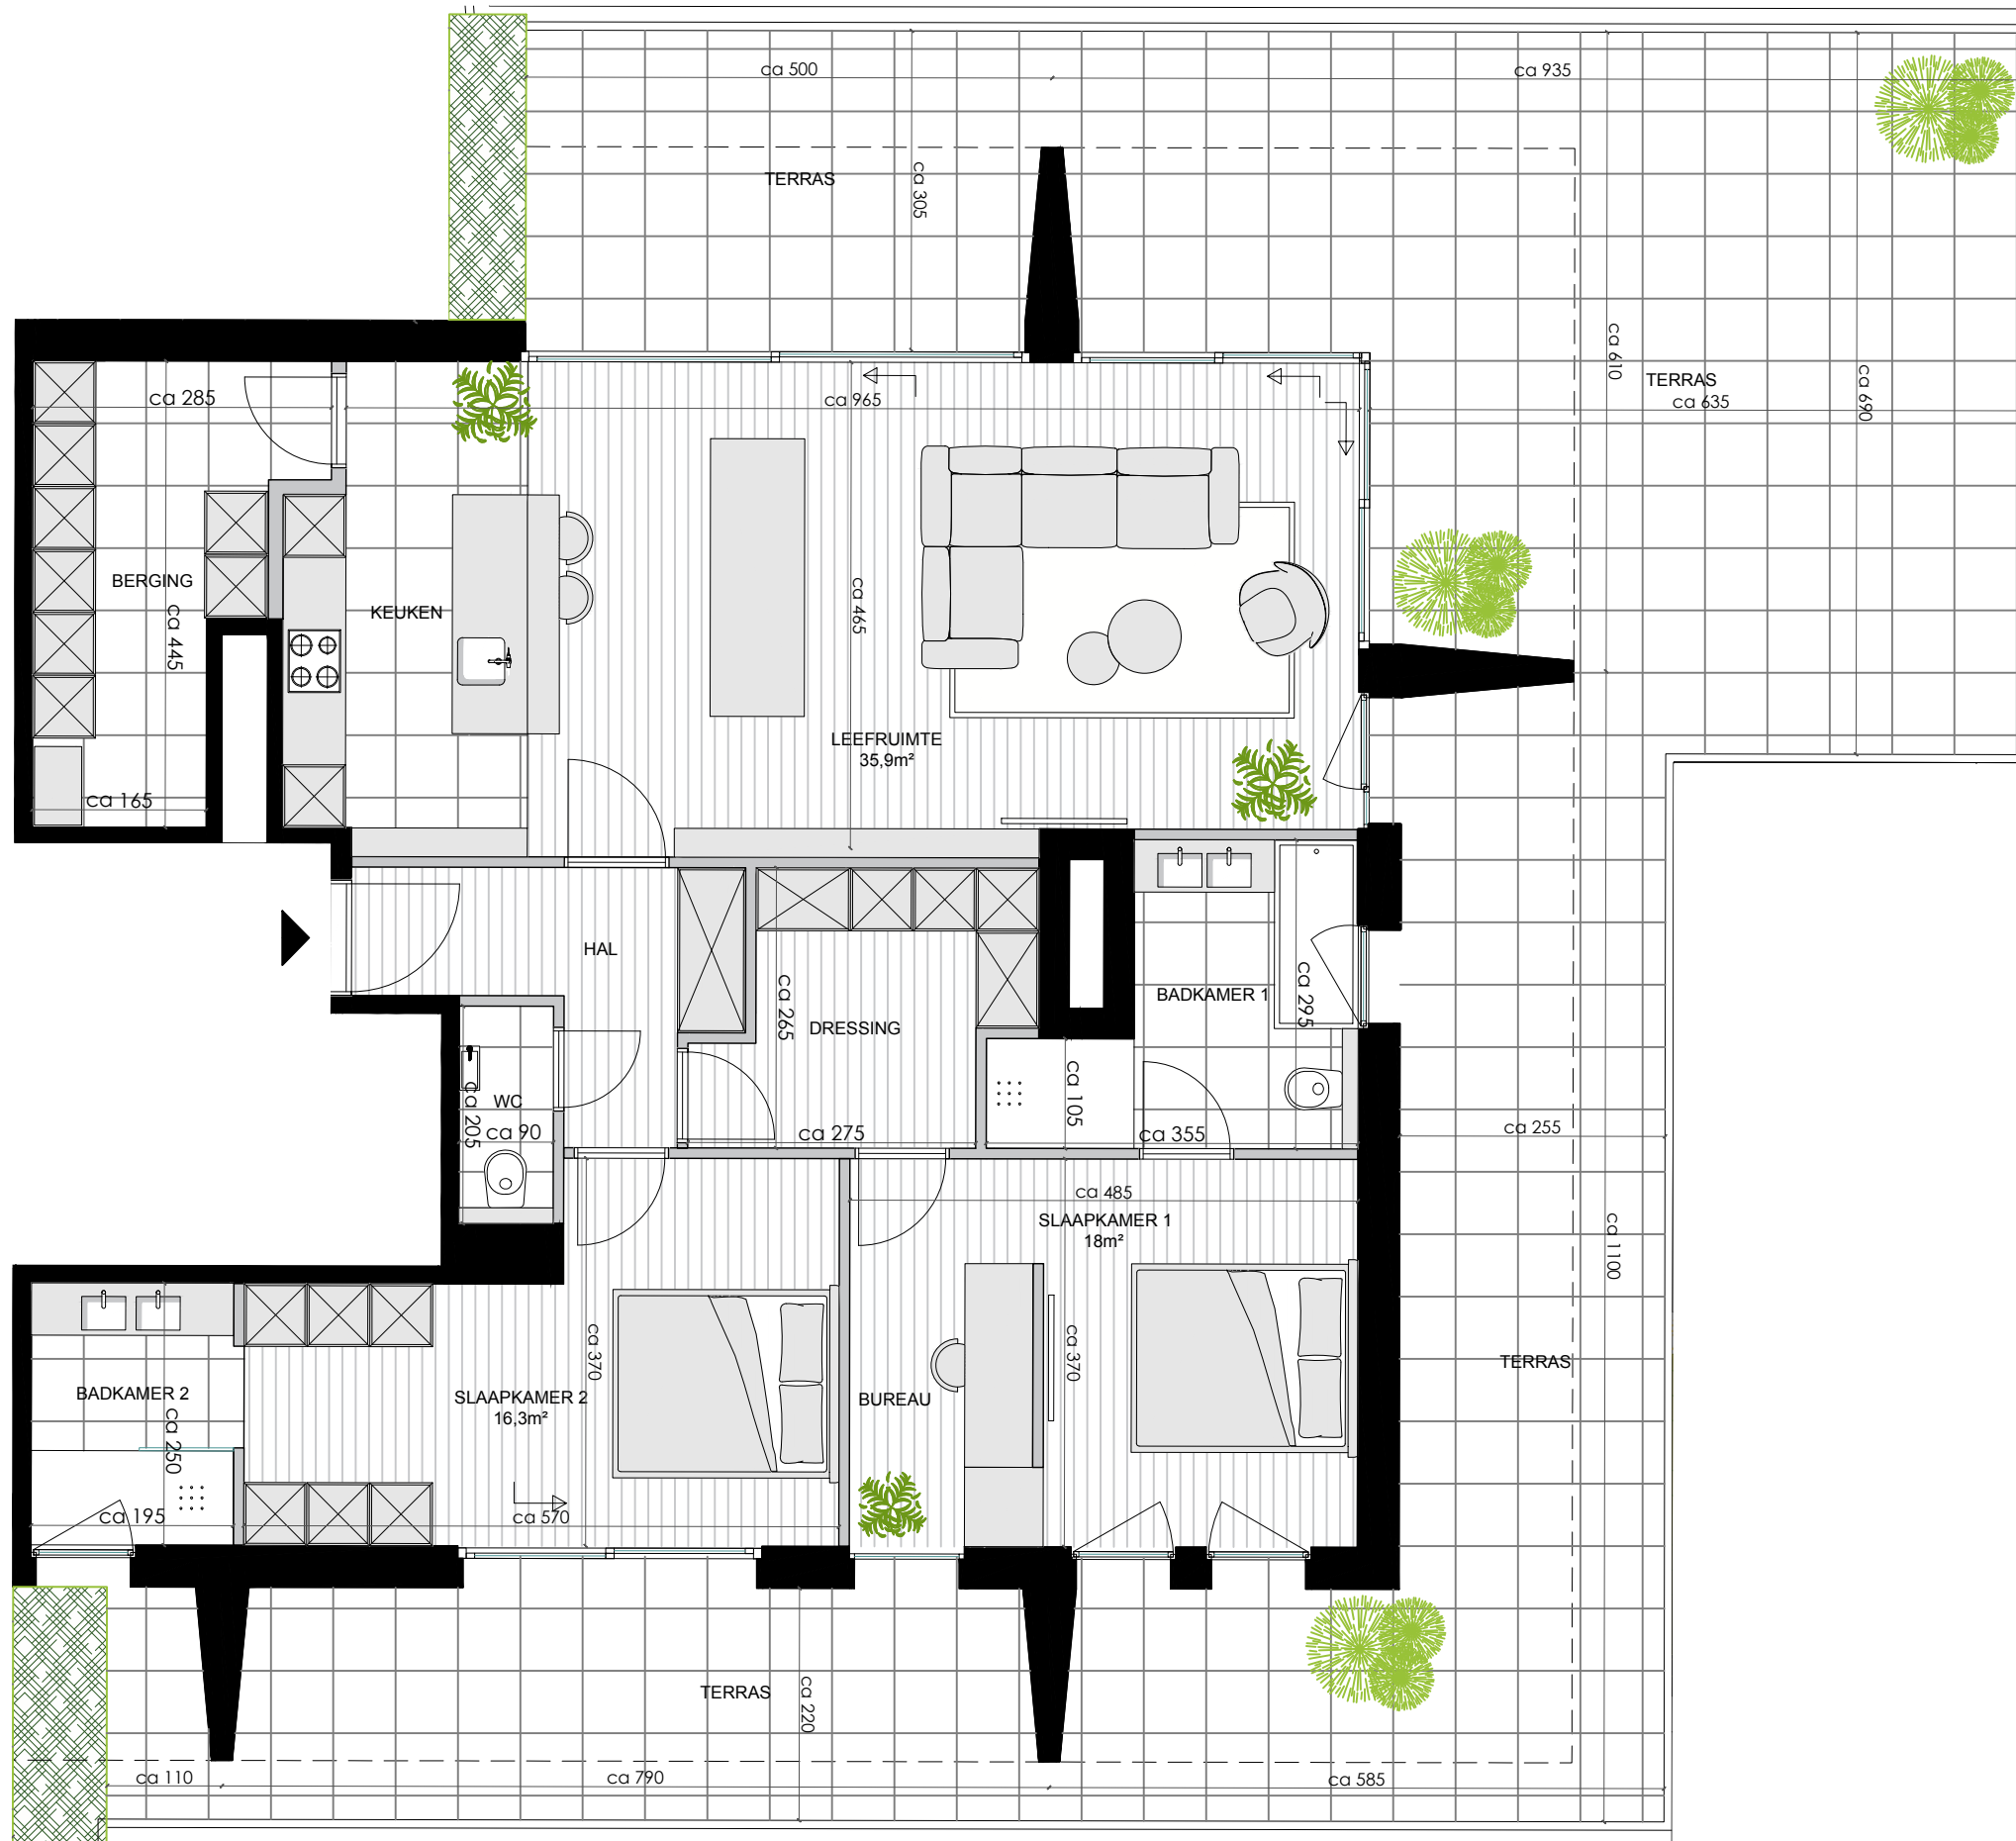 ca 500
ca 935
TERRAS
ca 305
ca 610
TERRAS
ca 635
ca 690
ca 285
ca 965
BERGING
ca 445
KEUKEN
ca 465
LEEFRUIMTE
35,9m²
ca 165
HAL
ca 265
DRESSING
BADKAMER 1
ca 295
WC
ca 205
ca 90
ca 105
ca 275
ca 355
ca 255
ca 485
SLAAPKAMER 1
18m²
ca 1100
ca 370
ca 370
TERRAS
BADKAMER 2
SLAAPKAMER 2
16,3m²
BUREAU
ca 250
ca 195
ca 570
TERRAS
ca 220
ca 110
ca 790
ca 585